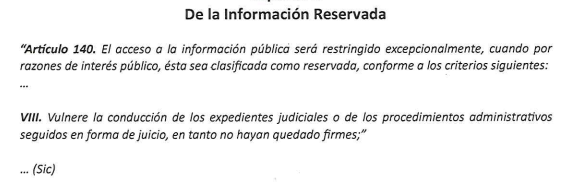 De la Información Reservada
“Artículo 140. El acceso a la información pública será restringido excepcionalmente, cuando por
razones de interés público, ésta sea clasificada como reservada, conforme a los criterios siguientes:
...
VIII. Vulnere la conducción de los expedientes judiciales o de los procedimientos administrativos
seguidos en forma de juicio, en tanto no hayan quedado firmes;”
... (Sic)